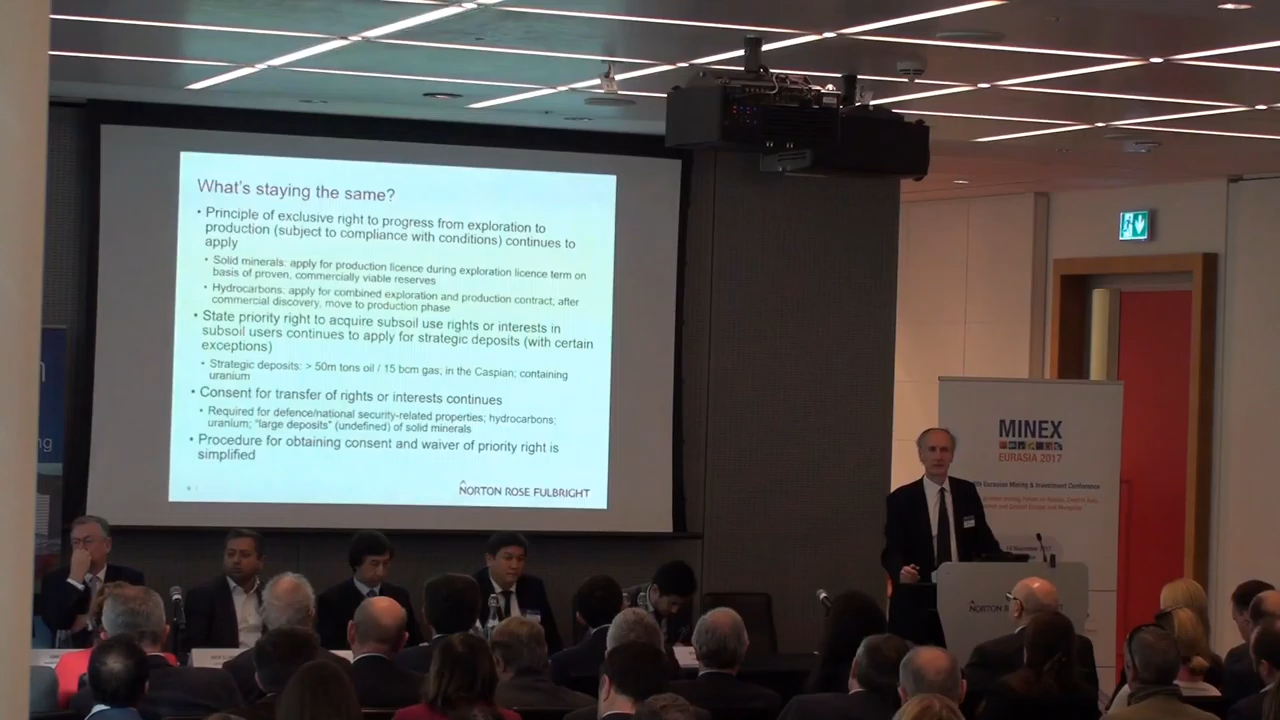 What's staying the same?
• Principle of exclusive right to progress from exploration to
production (subject to compliance with conditions) continues to
apply
• Solid minerals: apply for production licence during exploration licence term on
basis of proven, commercially viable reserves
• Hydrocarbons: apply for combined exploration and production contract; after
commercial discovery, move to production phase
• State priority right to acquire subsoil use rights or interests in
subsoil users continues to apply for strategic deposits (with certain
exceptions)
• Strategic deposits: > 50m tons oil / 15 bcm gas; in the Caspian; containing
uranium
• Consent for transfer of rights or interests continues
• Required for defence/national security-related properties; hydrocarbons;
uranium; "large deposits" (undefined) of solid minerals
• Procedure for obtaining consent and waiver of priority right is
simplified
NORTON ROSE FULBRIGHT
MINEX
EURASIA 2017
Eurasian Mining & Investment Conference
NORTON RO